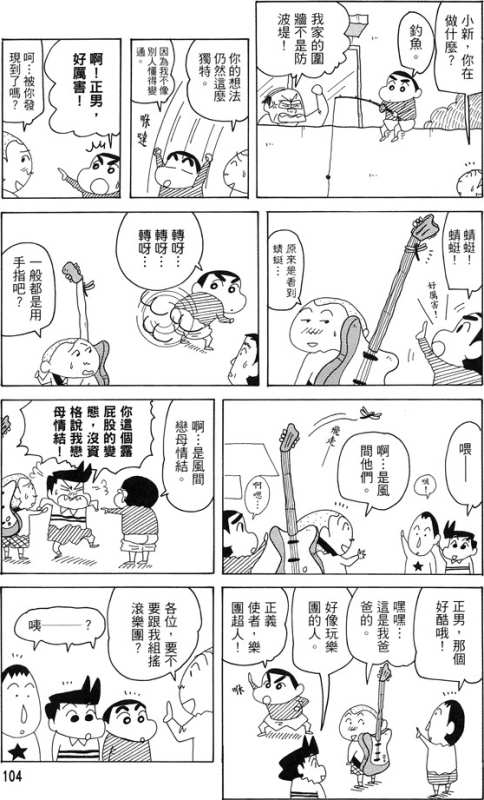 小新，你在
做什麼？
釣魚。
我家的圍
牆不是防
波堤！
你的想法
仍然這麼
獨特。
因為我不像
別人懂得變
通。
啊！正男，
好厲害！
呵…被你發
現到了嗎？
蜻蜓！
蜻蜓！
好厲害！
原來是看到
蜻蜓…
轉呀…
轉呀…
轉呀…
一般都是用
手指吧？
喂——
啊…是風
間他們。
飛走
啊嗯…
啊…是風間
戀母情結。
你這個露
屁股的變
態，沒資
格說我戀
母情結！
正男，那個
好酷哦！
嘿嘿…
這是我爸
爸的。
好像玩樂
團的人。
正義
使者，樂
團超人！
各位，要不
要跟我組搖
滾樂團？
咦——？
104